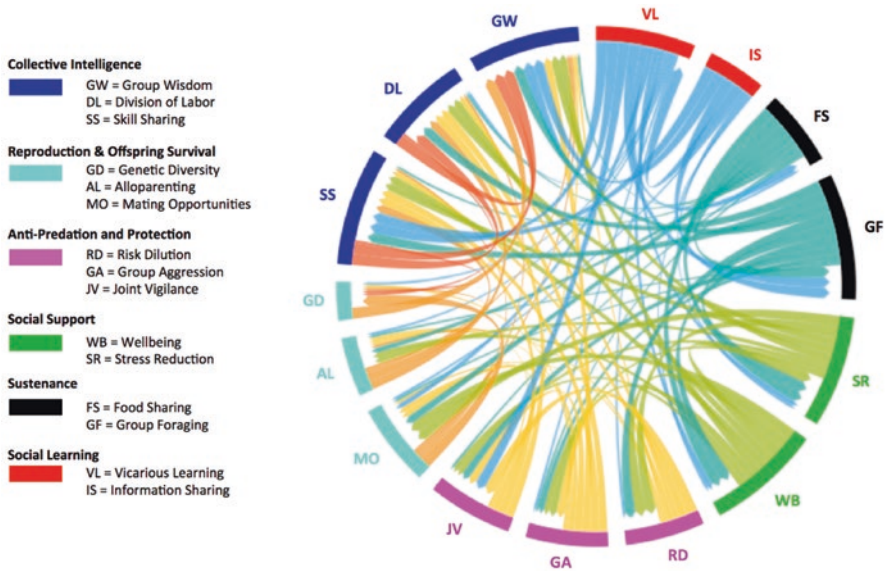 Collective Intelligence
GW = Group Wisdom
DL = Division of Labor
SS = Skill Sharing
Reproduction & Offspring Survival
GD = Genetic Diversity
AL = Alloparenting
MO = Mating Opportunities
Anti-Predation and Protection
RD = Risk Dilution
GA = Group Aggression
JV = Joint Vigilance
Social Support
WB = Wellbeing
SR = Stress Reduction
Sustenance
FS = Food Sharing
GF = Group Foraging
Social Learning
VL = Vicarious Learning
IS = Information Sharing
GW
VL
IS
FS
GF
SR
WB
RD
GA
JV
MO
AL
GD
SS
DL